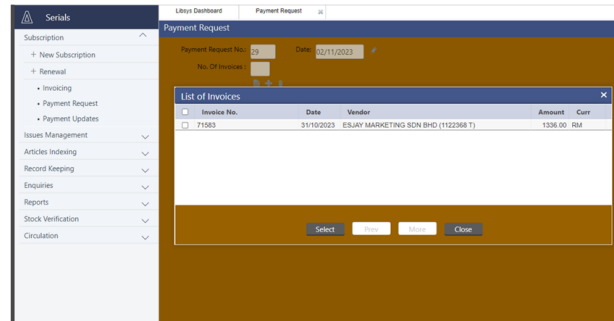 Serials
Libsys Dashboard
Payment Request
Payment Request
Subscription
+ New Subscription
+ Renewal
• Invoicing
• Payment Request
• Payment Updates
Issues Management
Articles Indexing
Record Keeping
Enquiries
Reports
Stock Verification
Circulation
Payment Request No.: 29 Date: 02/11/2023
No. Of Invoices :
List of Invoices
Invoice No. Date Vendor Amount Curr
71583 31/10/2023 ESJAY MARKETING SDN BHD (1122368 T) 1336.00 RM
Select Prev More Close